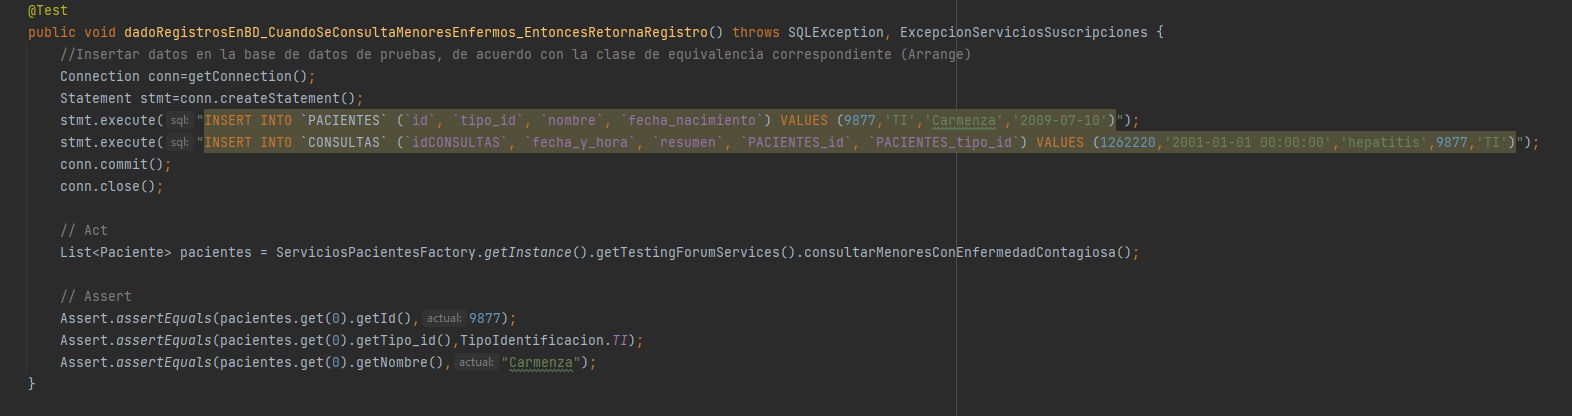 @Test
public void dadoRegistrosEnBD_CuandoSeConsultaMenoresEnfermos_EntoncesRetornaRegistro() throws SQLException, ExcepcionServiciosSuscripciones {
//Insertar datos en la base de datos de pruebas, de acuerdo con la clase de equivalencia correspondiente (Arrange)
Connection conn=getConnection();
Statement stmt=conn.createStatement();
stmt.execute( sql: "INSERT INTO `PACIENTES` (`id`, `tipo_id`, `nombre`, `fecha_nacimiento`) VALUES (9877,'TI','Carmenza','2009-07-10')");
stmt.execute( sql: "INSERT INTO `CONSULTAS` (`idCONSULTAS`, `fecha_y_hora`, `resumen`, `PACIENTES_id`, `PACIENTES_tipo_id`) VALUES (1262220,'2001-01-01 00:00:00','hepatitis',9877,'TI')");
conn.commit();
conn.close();
// Act
List<Paciente> pacientes = ServiciosPacientesFactory.getInstance().getTestingForumServices().consultarMenoresConEnfermedadContagiosa();
// Assert
Assert.assertEquals(pacientes.get(0).getId(), actual: 9877);
Assert.assertEquals(pacientes.get(0).getTipo_id(),TipoIdentificacion.TI);
Assert.assertEquals(pacientes.get(0).getNombre(), actual: "Carmenza");
}